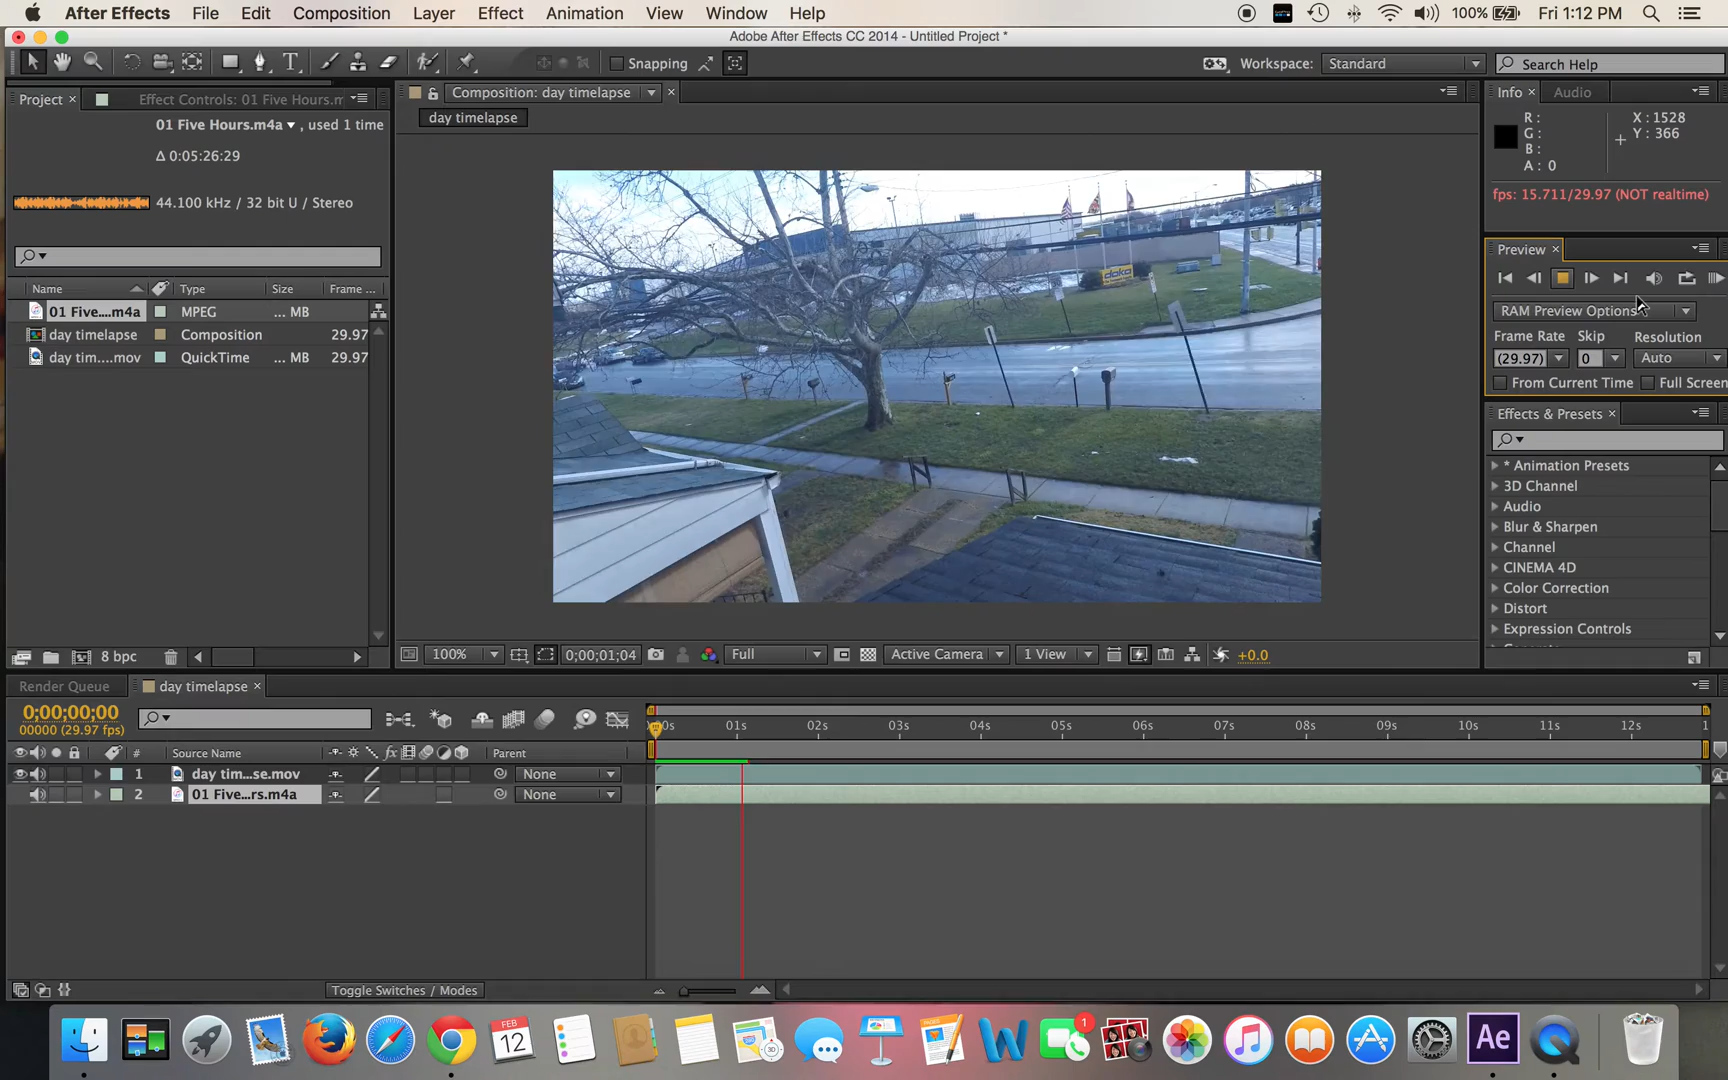 After Effects File Edit Composition Layer Effect Animation View Window Help 100% Fri 1:12 PM
Adobe After Effects CC 2014 - Untitled Project *
T Snapping Workspace: Standard Search Help
Project × Effect Controls: 01 Five Hours.m Composition: day timelapse × Info × Audio
01 Five Hours.m4a , used 1 time day timelapse
Δ 0:05:26:29
44.100 kHz / 32 bit U / Stereo
R : X : 1528
G : Y : 366
B :
A : 0
fps: 15.711/29.97 (NOT realtime)
Preview ×
Name Type Size Frame ...
01 Five....m4a MPEG ... MB
day timelapse Composition 29.97
day tim....mov QuickTime ... MB 29.97
doka
RAM Preview Options
Frame Rate Skip Resolution
(29.97) 0 Auto
From Current Time Full Screen
Effects & Presets ×
* Animation Presets
3D Channel
Audio
Blur & Sharpen
Channel
CINEMA 4D
Color Correction
Distort
Expression Controls
8 bpc 100% 0;00;01;04 Full Active Camera 1 View +0.0
Render Queue day timelapse ×
0;00;00;00
00000 (29.97 fps)
00s 01s 02s 03s 04s 05s 06s 07s 08s 09s 10s 11s 12s 1
# Source Name fx Parent
1 day tim...se.mov None
2 01 Five...rs.m4a None
Toggle Switches / Modes
FEB
12
W
1
Ae